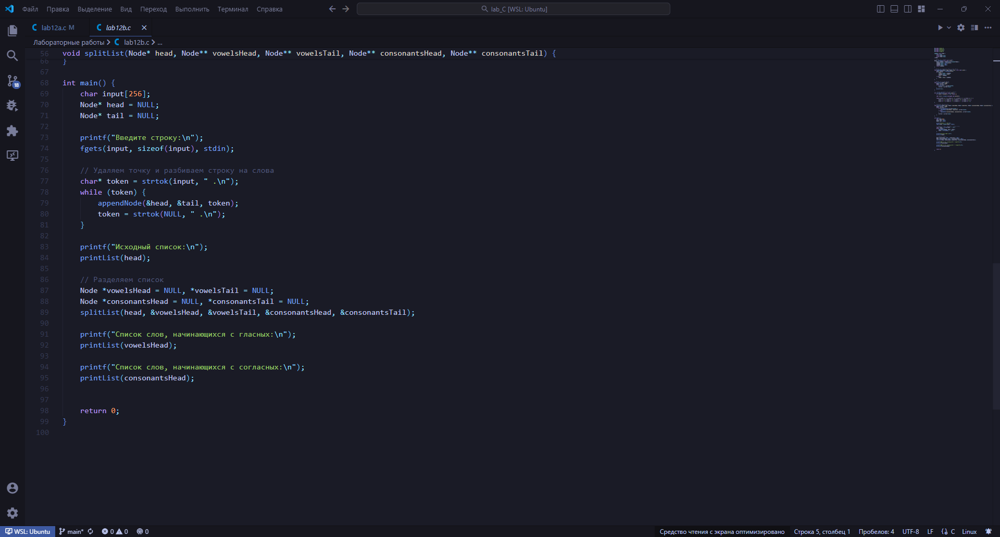 Файл Правка Выделение Вид Переход Выполнить Терминал Справка lab_C [WSL: Ubuntu]
lab12a.c M lab12b.c
Лабораторные работы > lab12b.c > ...
56 void splitList(Node* head, Node** vowelsHead, Node** vowelsTail, Node** consonantsHead, Node** consonantsTail) {
66 }
67
68 int main() {
69 char input[256];
70 Node* head = NULL;
71 Node* tail = NULL;
72
73 printf("Введите строку:\n");
74 fgets(input, sizeof(input), stdin);
75
76 // Удаляем точку и разбиваем строку на слова
77 char* token = strtok(input, " .\n");
78 while (token) {
79 appendNode(&head, &tail, token);
80 token = strtok(NULL, " .\n");
81 }
82
83 printf("Исходный список:\n");
84 printList(head);
85
86 // Разделяем список
87 Node *vowelsHead = NULL, *vowelsTail = NULL;
88 Node *consonantsHead = NULL, *consonantsTail = NULL;
89 splitList(head, &vowelsHead, &vowelsTail, &consonantsHead, &consonantsTail);
90
91 printf("Список слов, начинающихся с гласных:\n");
92 printList(vowelsHead);
93
94 printf("Список слов, начинающихся с согласных:\n");
95 printList(consonantsHead);
96
97
98 return 0;
99 }
100
18
WSL: Ubuntu main* 0 0 0 Средство чтения с экрана оптимизировано Строка 5, столбец 1 Пробелов: 4 UTF-8 LF {} C Linux